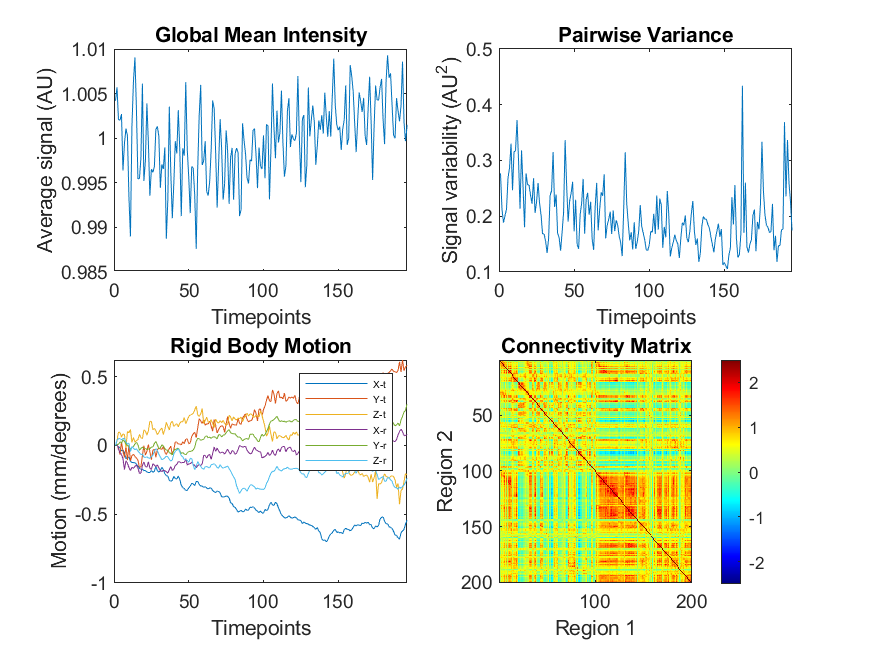 Global Mean Intensity
Average signal (AU)
1.01
1.005
1
0.995
0.99
0.985
0
50
100
150
Timepoints
Pairwise Variance
Signal variability (AU²)
0.5
0.4
0.3
0.2
0.1
0
50
100
150
Timepoints
Rigid Body Motion
Motion (mm/degrees)
0.5
0
-0.5
-1
X-t
Y-t
Z-t
X-r
Y-r
Z-r
0
50
100
150
Timepoints
Connectivity Matrix
Region 2
50
100
150
200
100
200
Region 1
2
1
0
-1
-2